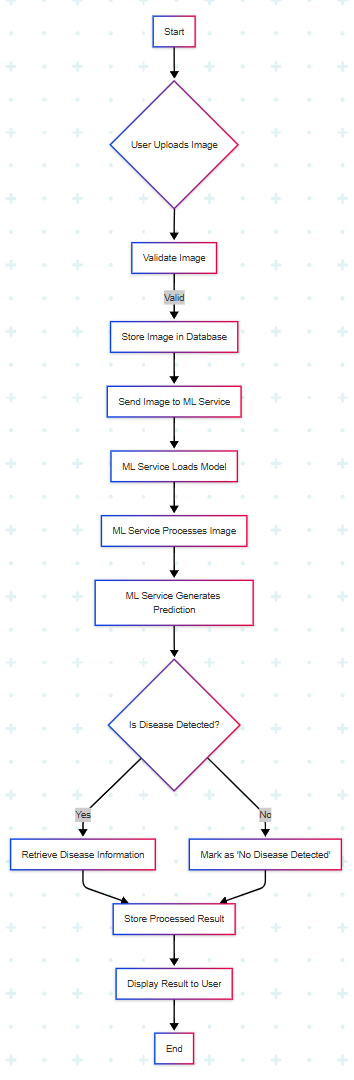 Start
User Uploads Image
Validate Image
Valid
Store Image in Database
Send Image to ML Service
ML Service Loads Model
ML Service Processes Image
ML Service Generates
Prediction
Is Disease Detected?
Yes
No
Retrieve Disease Information
Mark as 'No Disease Detected'
Store Processed Result
Display Result to User
End